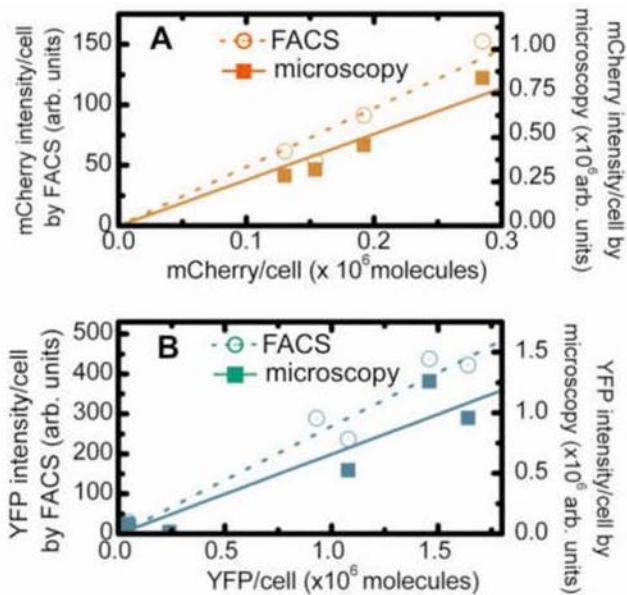 A
FACS
microscopy
150
100
50
0
mCherry intensity/cell
by FACS (arb. units)
1.00
0.75
0.50
0.25
0.00
mCherry intensity/cell by
microscopy (x10⁶ arb. units)
0.0 0.1 0.2 0.3
mCherry/cell (x 10⁶ molecules)
B
FACS
microscopy
500
400
300
200
100
0
YFP intensity/cell
by FACS (arb. units)
1.5
1.0
0.5
0.0
YFP intensity/cell by
microscopy (x10⁶ arb. units)
0.0 0.5 1.0 1.5
YFP/cell (x10⁶ molecules)